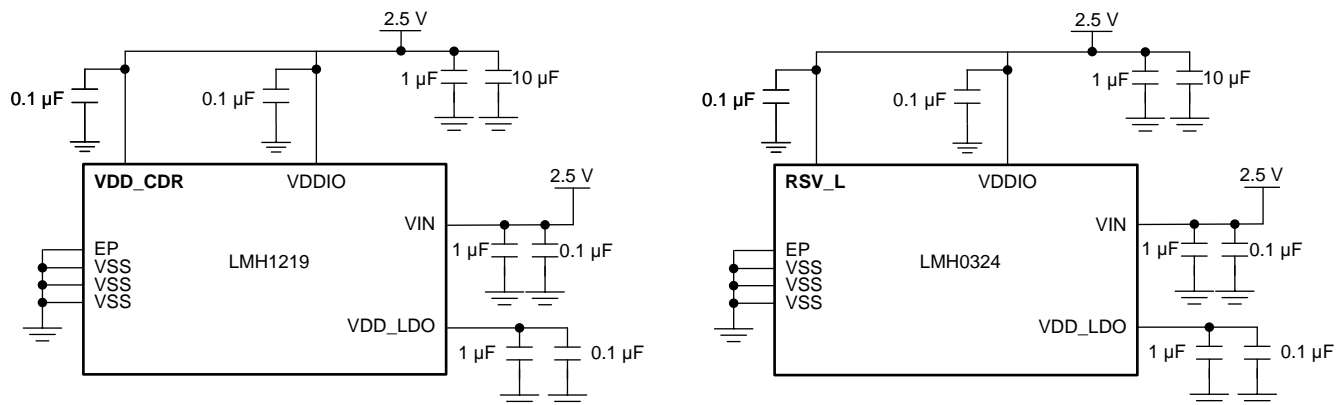 2.5 V
1 µF
10 µF
0.1 µF
0.1 µF
VDD_CDR
VDDIO
2.5 V
VIN
1 µF
0.1 µF
EP
VSS
VSS
VSS
LMH1219
VDD_LDO
1 µF
0.1 µF
2.5 V
1 µF
10 µF
0.1 µF
0.1 µF
RSV_L
VDDIO
2.5 V
VIN
1 µF
0.1 µF
EP
VSS
VSS
VSS
LMH0324
VDD_LDO
1 µF
0.1 µF